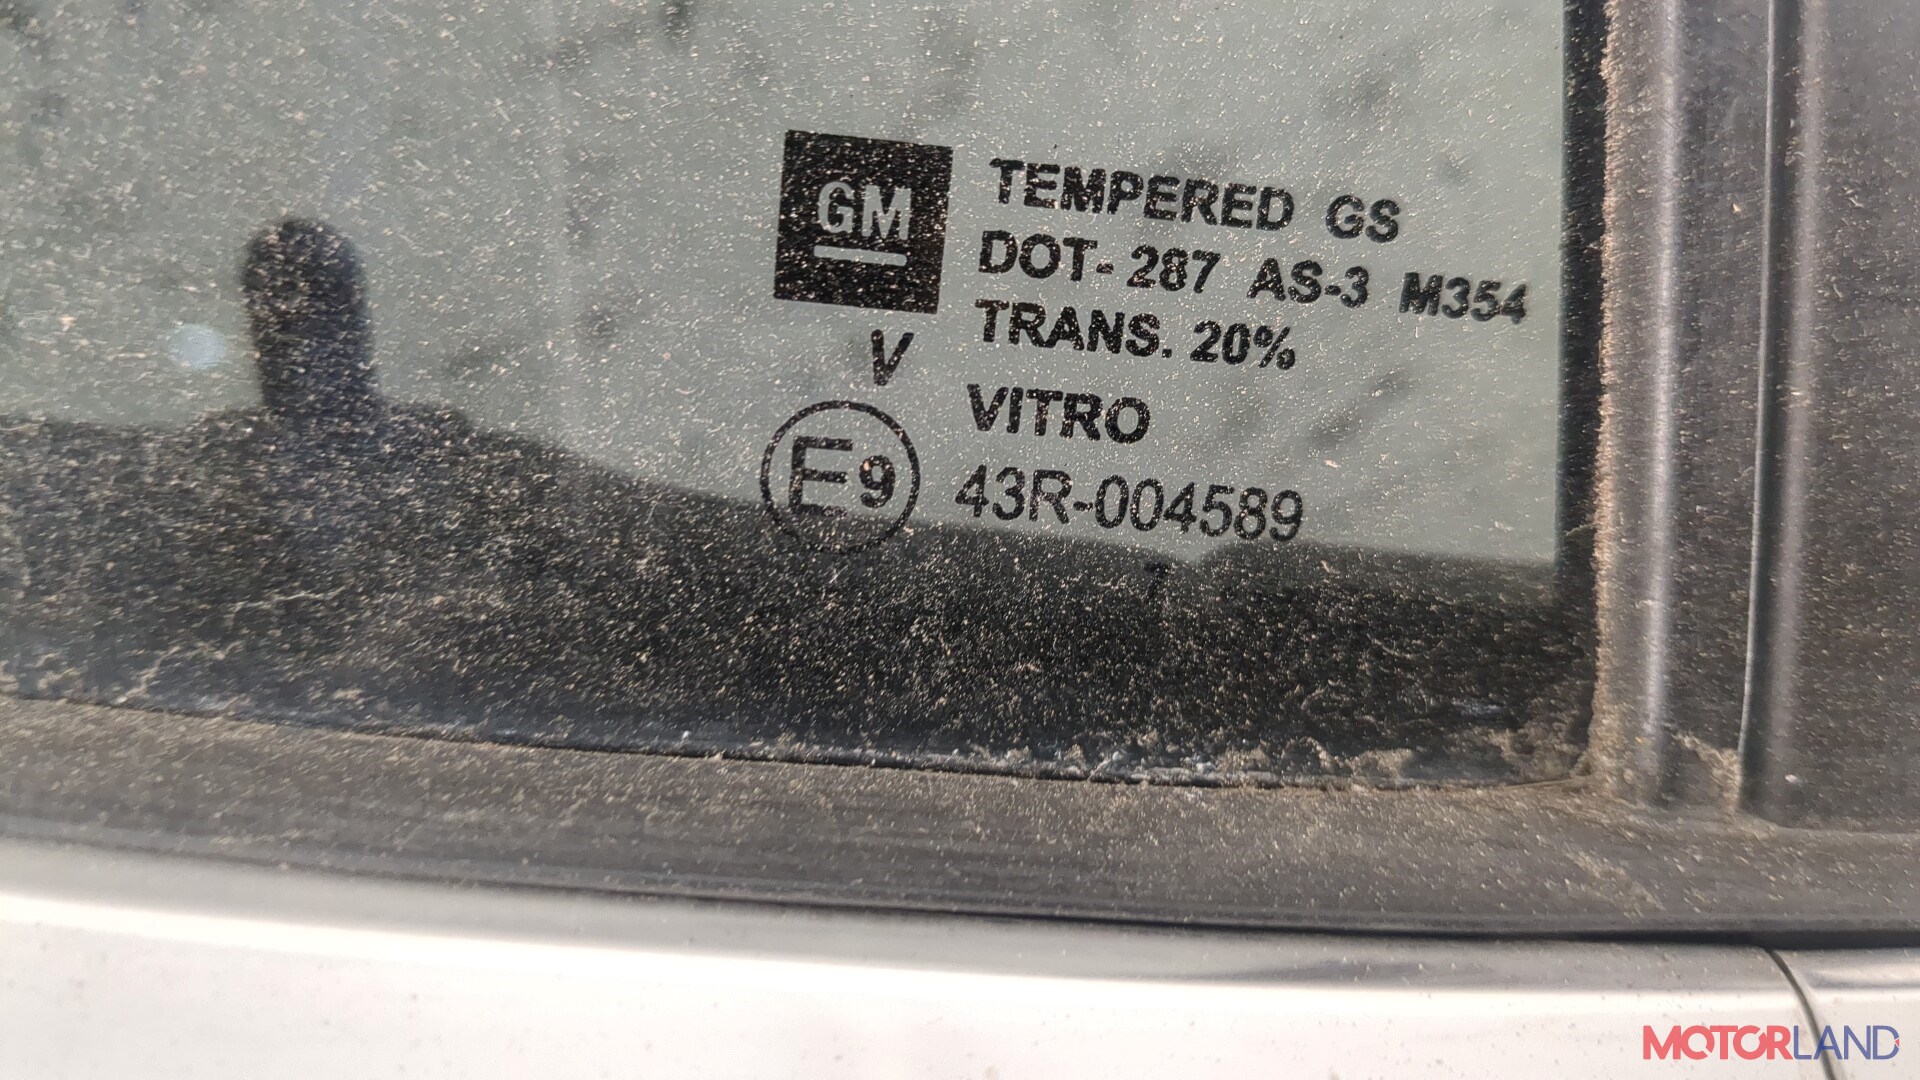 GM
TEMPERED GS
DOT-287 AS-3 M354
TRANS. 20%
V
VITRO
E9
43R-004589
MOTORLAND